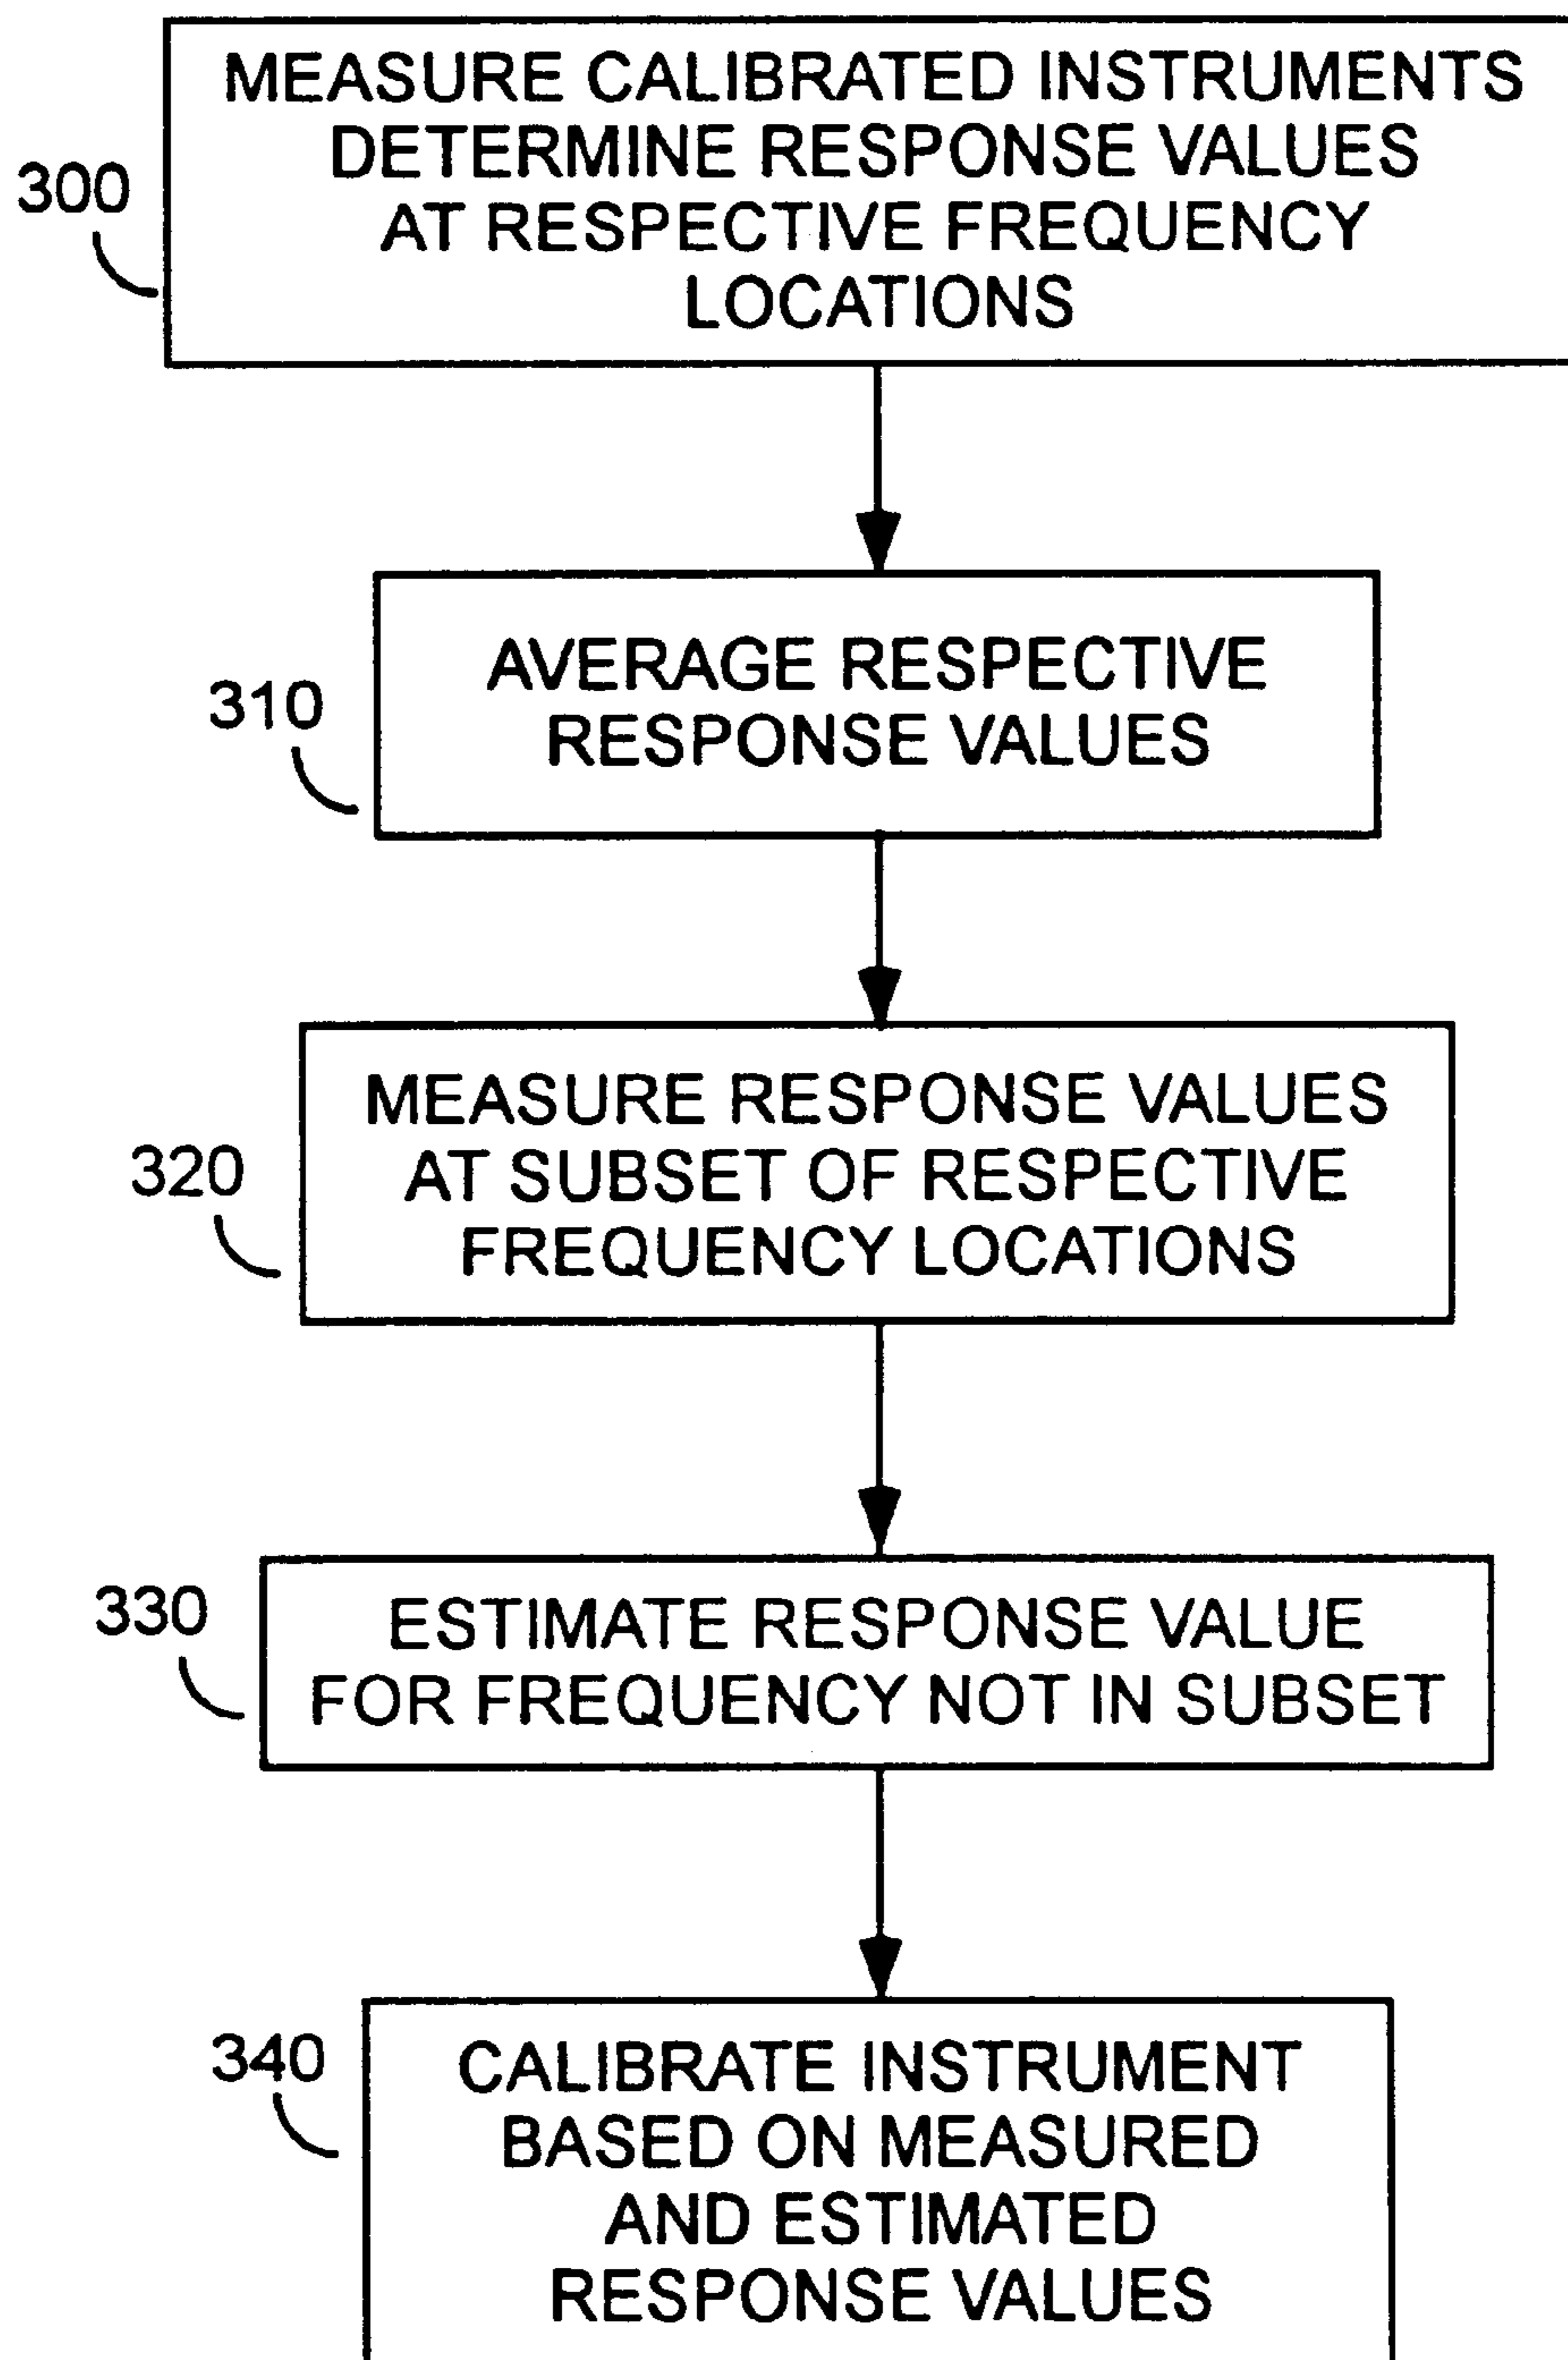 MEASURE CALIBRATED INSTRUMENTS
DETERMINE RESPONSE VALUES
AT RESPECTIVE FREQUENCY
LOCATIONS
300
AVERAGE RESPECTIVE
RESPONSE VALUES
310
MEASURE RESPONSE VALUES
AT SUBSET OF RESPECTIVE
FREQUENCY LOCATIONS
320
ESTIMATE RESPONSE VALUE
FOR FREQUENCY NOT IN SUBSET
330
CALIBRATE INSTRUMENT
BASED ON MEASURED
AND ESTIMATED
RESPONSE VALUES
340